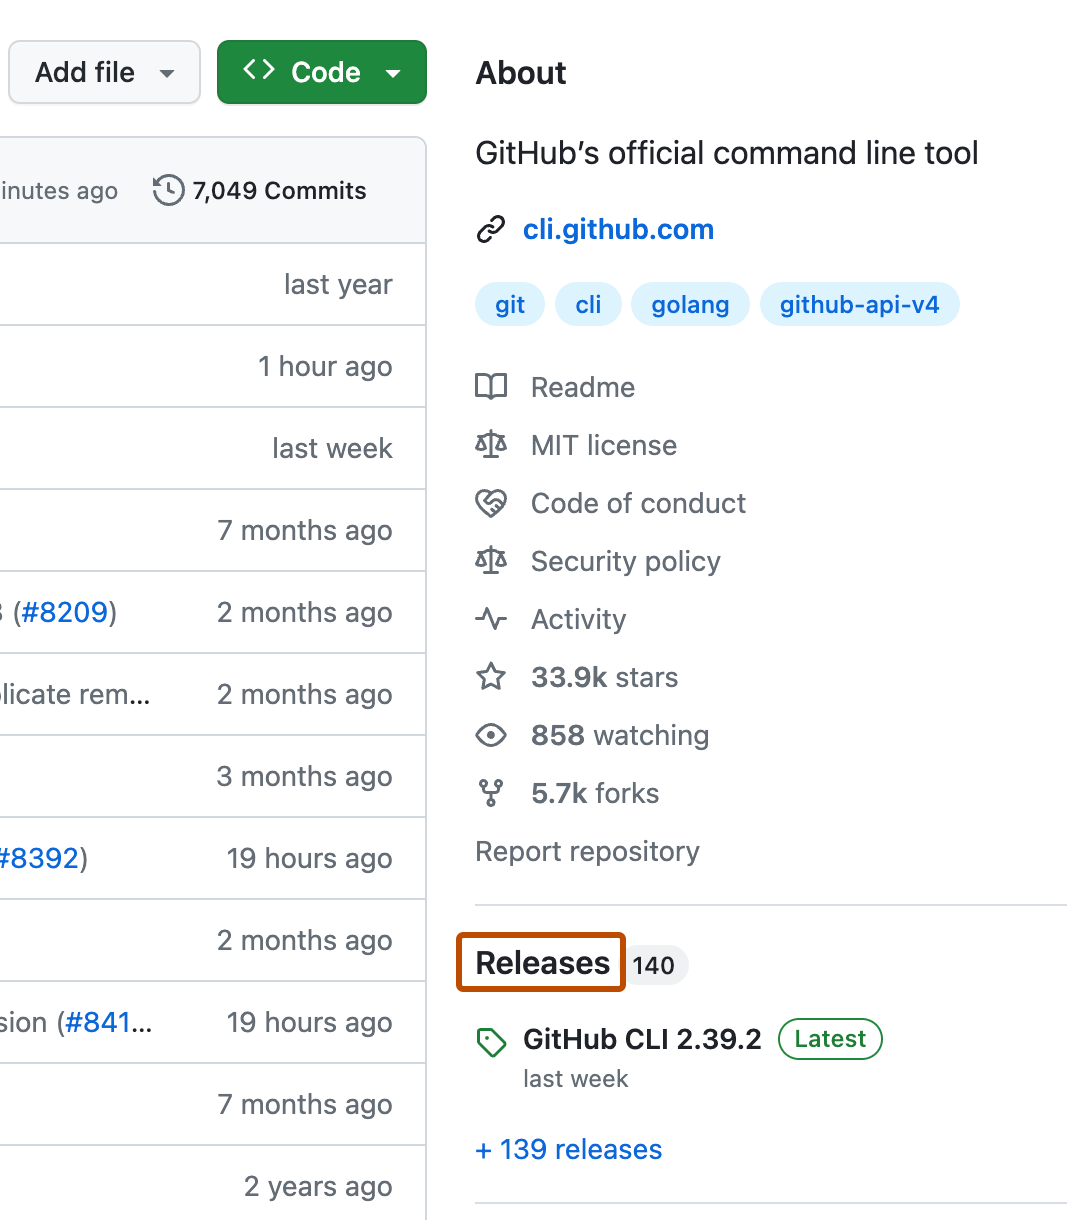 Add file
Code
inutes ago
7,049 Commits
last year
1 hour ago
last week
7 months ago
(#8209)
2 months ago
licate rem...
2 months ago
3 months ago
#8392)
19 hours ago
2 months ago
sion (#841...
19 hours ago
7 months ago
2 years ago
About
GitHub’s official command line tool
cli.github.com
git cli golang github-api-v4
Readme
MIT license
Code of conduct
Security policy
Activity
33.9k stars
858 watching
5.7k forks
Report repository
Releases 140
GitHub CLI 2.39.2 Latest
last week
+ 139 releases